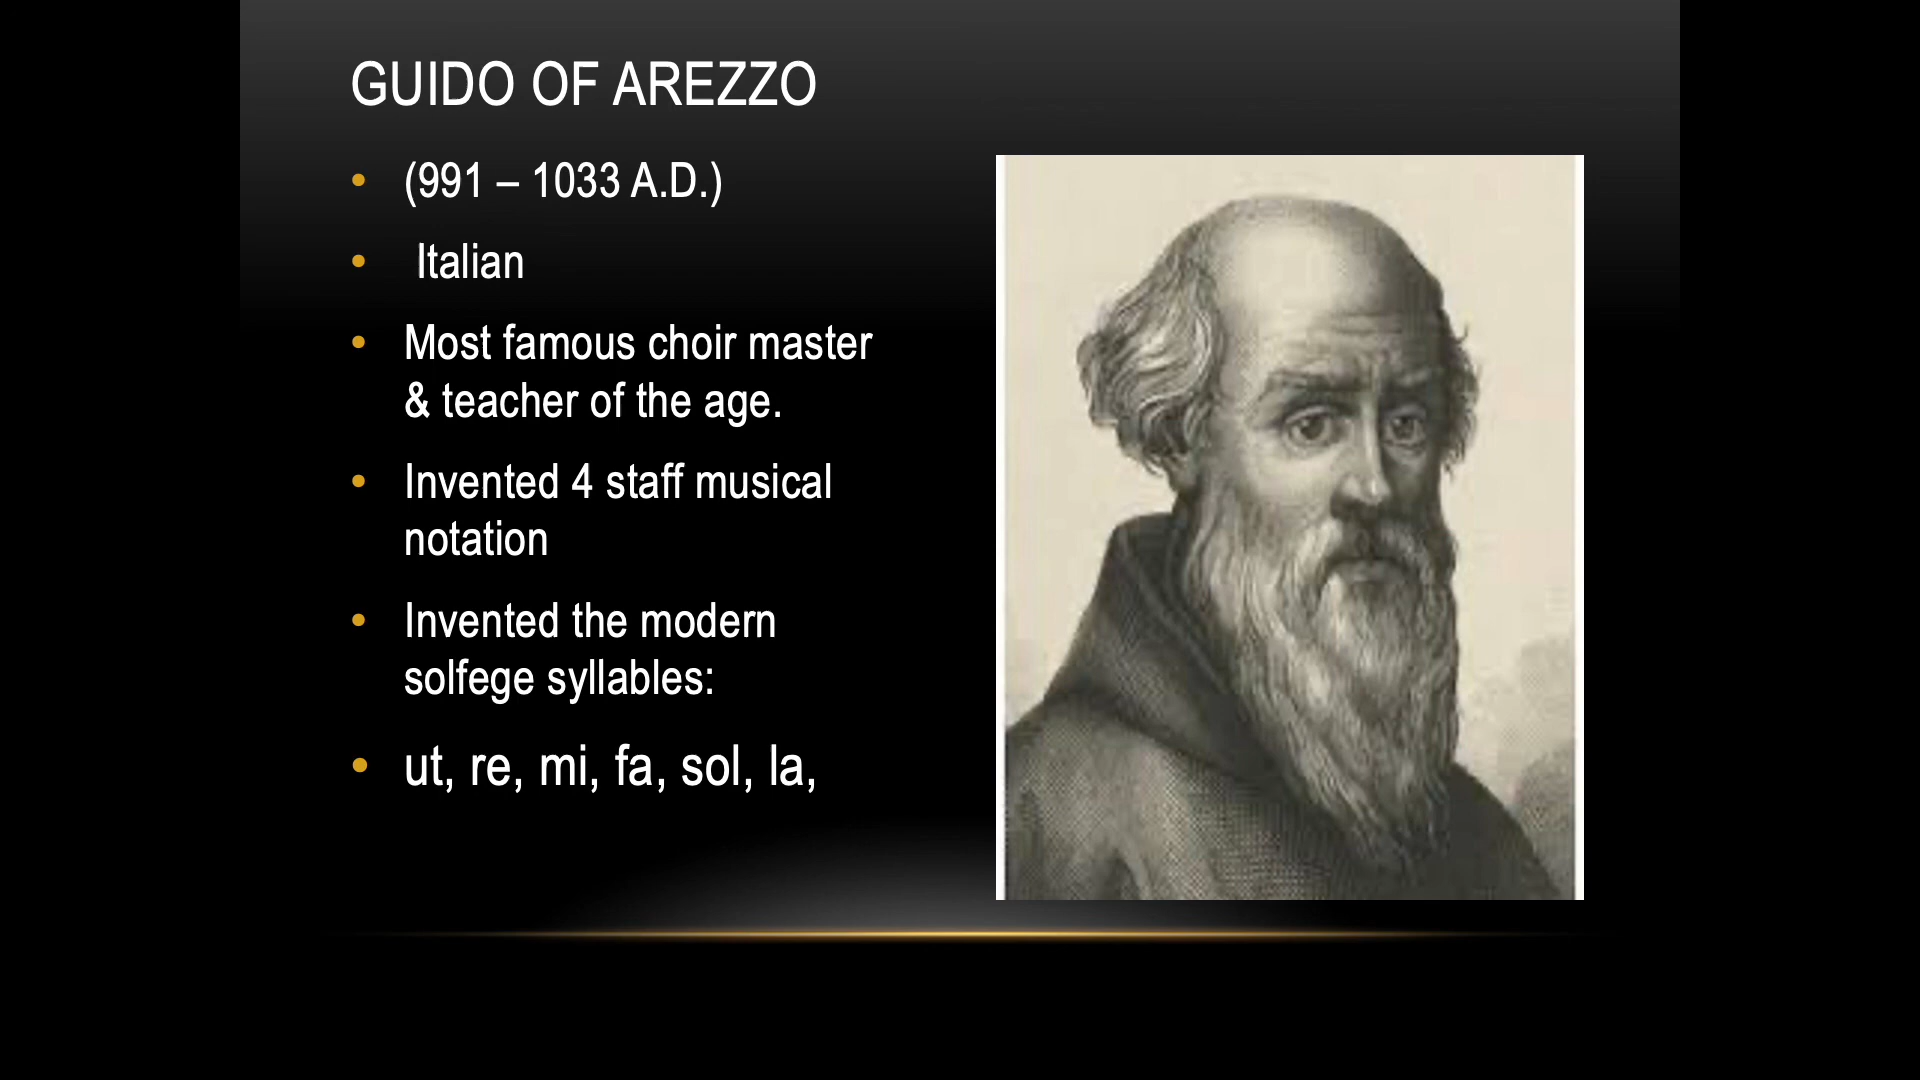 GUIDO OF AREZZO
• (991 – 1033 A.D.)
• Italian
• Most famous choir master
& teacher of the age.
• Invented 4 staff musical
notation
• Invented the modern
solfege syllables:
• ut, re, mi, fa, sol, la,